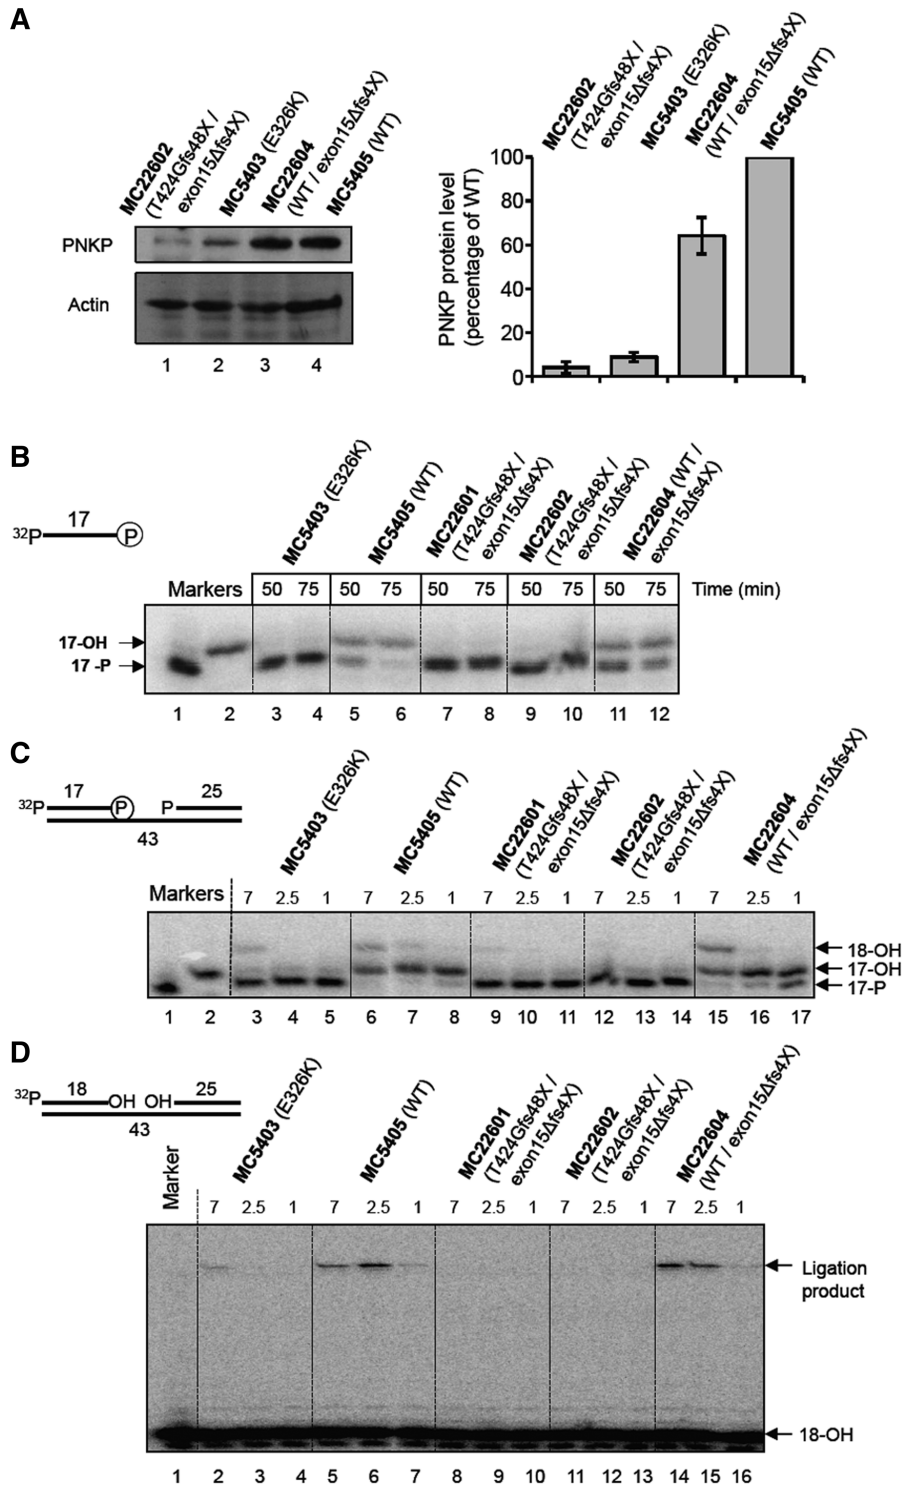 A
MC22602
(T424Gfs48X /
exon15Δfs4X)
MC5403 (E326K)
MC22604
(WT / exon15Δfs4X)
MC5405 (WT)
PNKP
Actin
1 2 3 4
MC22602
(T424Gfs48X /
exon15Δfs4X)
MC5403 (E326K)
MC22604
(WT / exon15Δfs4X)
MC5405 (WT)
PNKP protein level
(percentage of WT)
100
80
60
40
20
0
B
32P 17 P
MC5403 (E326K)
MC5405 (WT)
MC22601
(T424Gfs48X /
exon15Δfs4X)
MC22602
(T424Gfs48X /
exon15Δfs4X)
MC22604 (WT /
exon15Δfs4X)
Markers 50 75 50 75 50 75 50 75 50 75 Time (min)
17-OH
17 -P
1 2 3 4 5 6 7 8 9 10 11 12
C
32P 17 P P 25
43
MC5403 (E326K)
MC5405 (WT)
MC22601
(T424Gfs48X /
exon15Δfs4X)
MC22602
(T424Gfs48X /
exon15Δfs4X)
MC22604
(WT / exon15Δfs4X)
Markers 7 2.5 1 7 2.5 1 7 2.5 1 7 2.5 1 7 2.5 1
18-OH
17-OH
17-P
1 2 3 4 5 6 7 8 9 10 11 12 13 14 15 16 17
D
32P 18 OH OH 25
43
MC5403 (E326K)
MC5405 (WT)
MC22601
(T424Gfs48X /
exon15Δfs4X)
MC22602
(T424Gfs48X /
exon15Δfs4X)
MC22604
(WT / exon15Δfs4X)
Marker
7 2.5 1 7 2.5 1 7 2.5 1 7 2.5 1 7 2.5 1
Ligation
product
18-OH
1 2 3 4 5 6 7 8 9 10 11 12 13 14 15 16